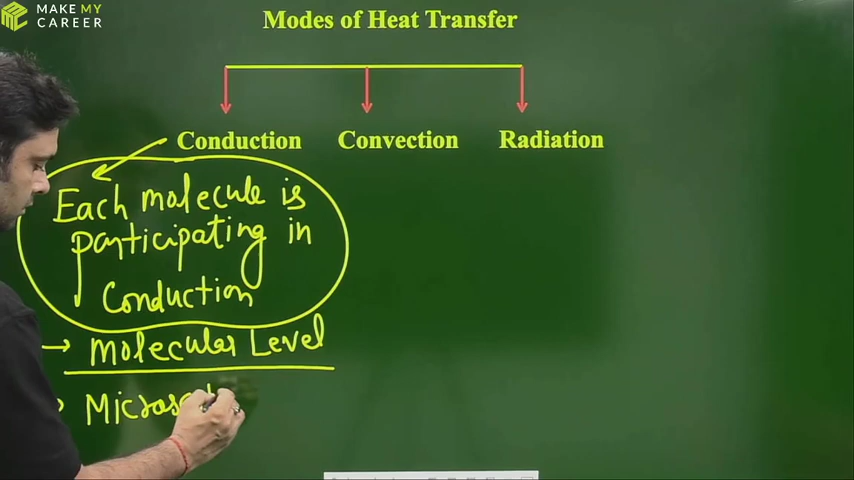 MAKE MY
CAREER
Modes of Heat Transfer
Conduction Convection Radiation
Each molecule is
participating in
Conduction
→ Molecular Level